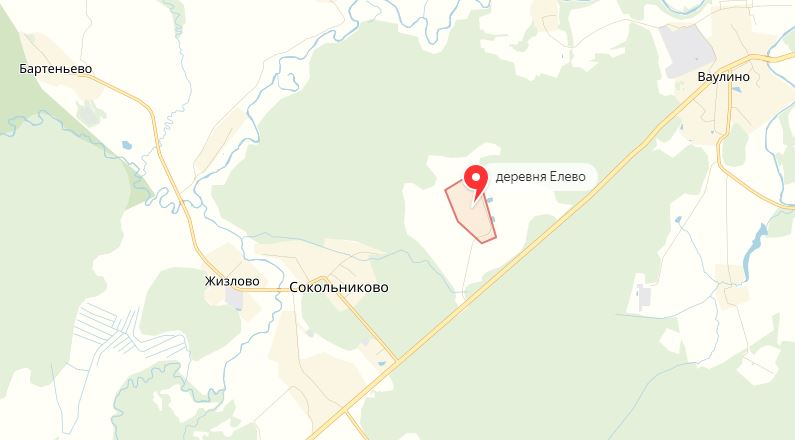 Бартеньево
Ваулино
деревня Елево
Жизлово
Сокольниково